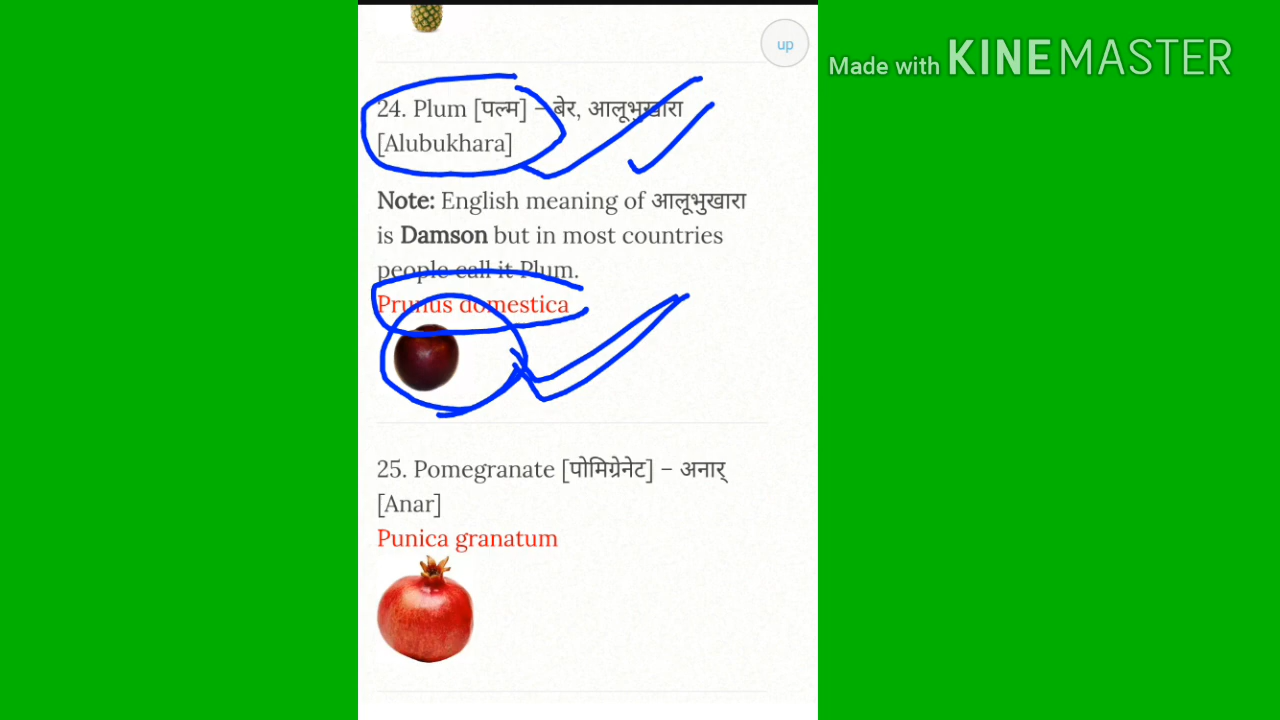 up
Made with KINEMASTER
24. Plum [पल्म] – बेर, आलूभुखारा
[Alubukhara]
Note: English meaning of आलूभुखारा
is Damson but in most countries
people call it Plum.
Prunus domestica
25. Pomegranate [पोमिग्रेनेट] – अनार्
[Anar]
Punica granatum